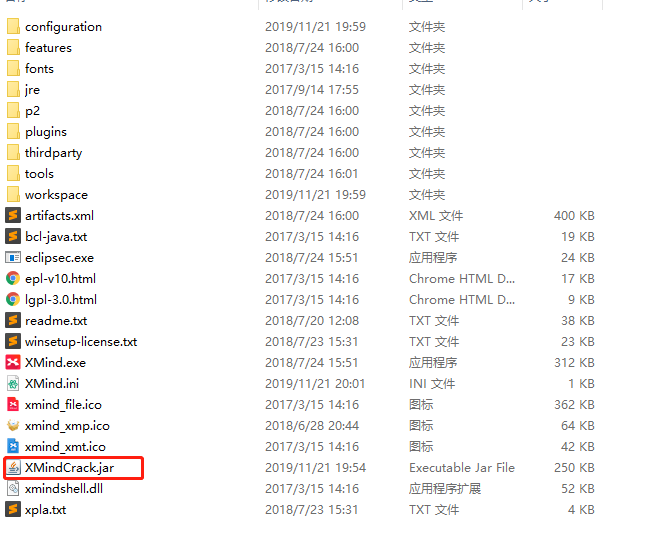 configuration 2019/11/21 19:59 文件夹
features 2018/7/24 16:00 文件夹
fonts 2017/3/15 14:16 文件夹
jre 2017/9/14 17:55 文件夹
p2 2018/7/24 16:00 文件夹
plugins 2018/7/24 16:00 文件夹
thirdparty 2018/7/24 16:00 文件夹
tools 2018/7/24 16:01 文件夹
workspace 2019/11/21 19:59 文件夹
artifacts.xml 2018/7/24 16:00 XML 文件 400 KB
bcl-java.txt 2017/3/15 14:16 TXT 文件 19 KB
eclipsec.exe 2018/7/24 15:51 应用程序 24 KB
epl-v10.html 2017/3/15 14:16 Chrome HTML D... 17 KB
lgpl-3.0.html 2017/3/15 14:16 Chrome HTML D... 9 KB
readme.txt 2018/7/20 12:08 TXT 文件 38 KB
winsetup-license.txt 2018/7/23 15:31 TXT 文件 23 KB
XMind.exe 2018/7/24 15:51 应用程序 312 KB
XMind.ini 2019/11/21 20:01 INI 文件 1 KB
xmind_file.ico 2017/3/15 14:16 图标 362 KB
xmind_xmp.ico 2018/6/28 20:44 图标 64 KB
xmind_xmt.ico 2017/3/15 14:16 图标 42 KB
XMindCrack.jar 2019/11/21 19:54 Executable Jar File 250 KB
xmindshell.dll 2017/3/15 14:16 应用程序扩展 52 KB
xpla.txt 2018/7/23 15:31 TXT 文件 4 KB